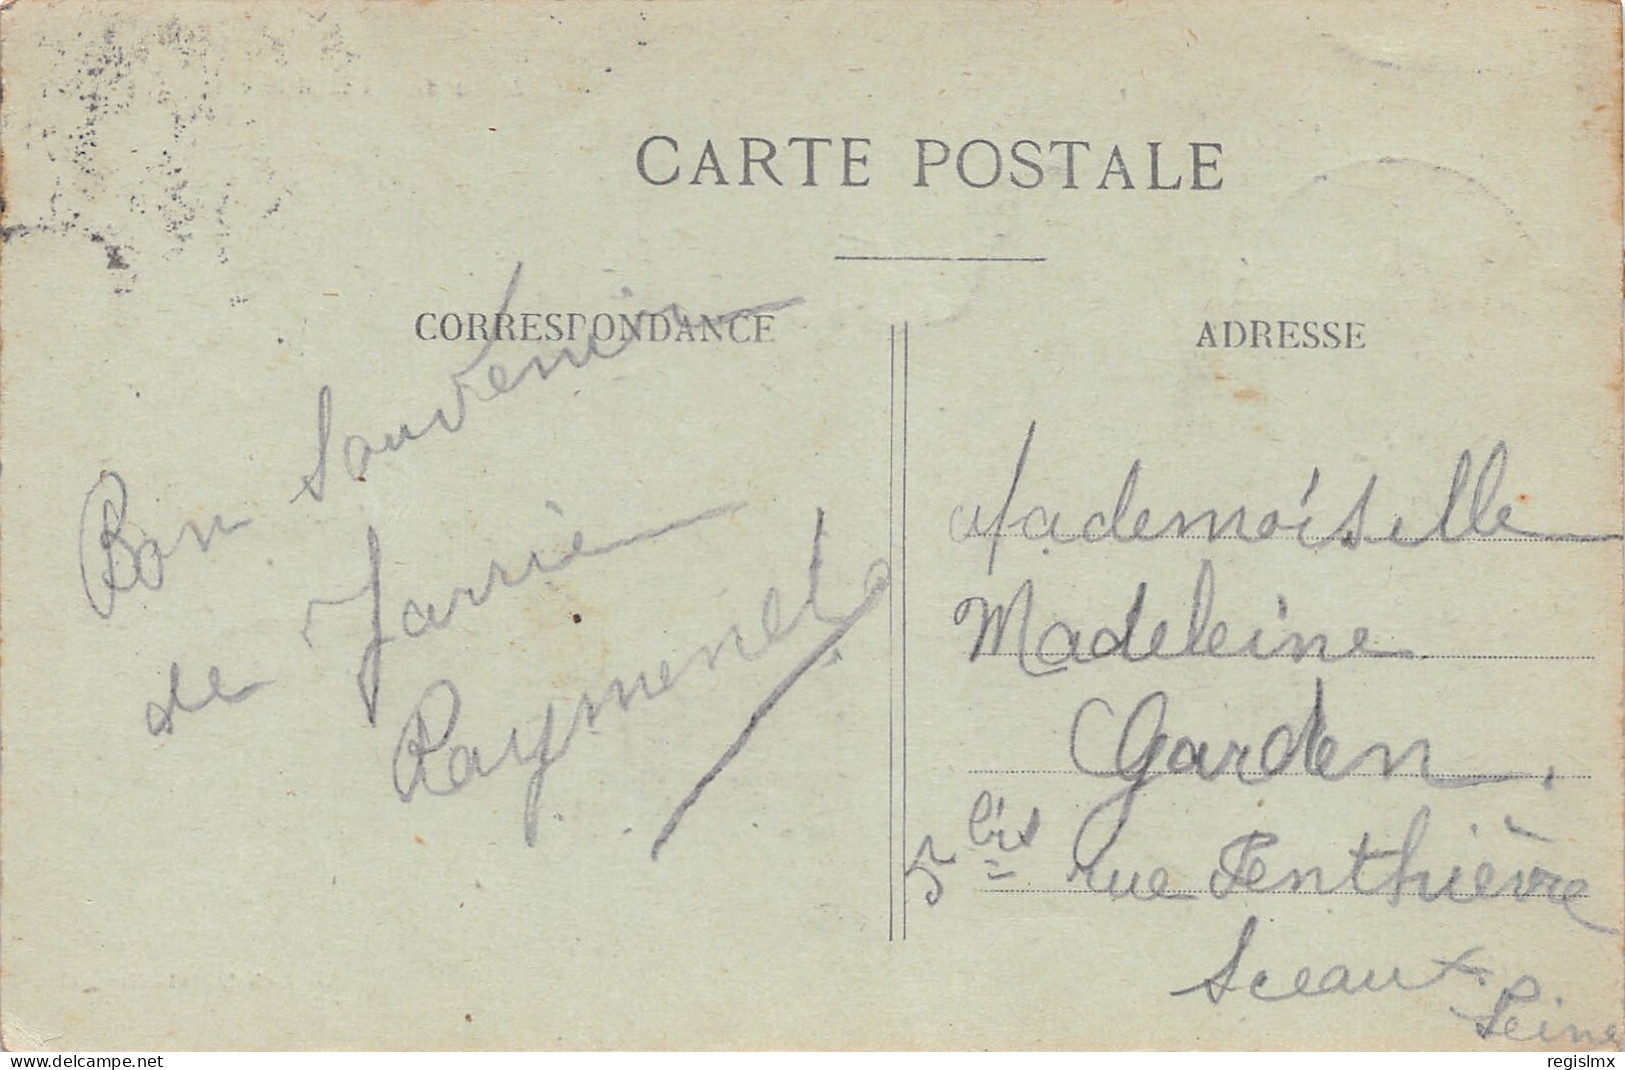 CARTE POSTALE
CORRESPONDANCE
ADRESSE
Bon Souvenir
de Jarrie
Mademoiselle
Madeleine
Garden.
5 bis rue Penthièvre
Sceaux
Seine
www.delcampe.net
regislmx